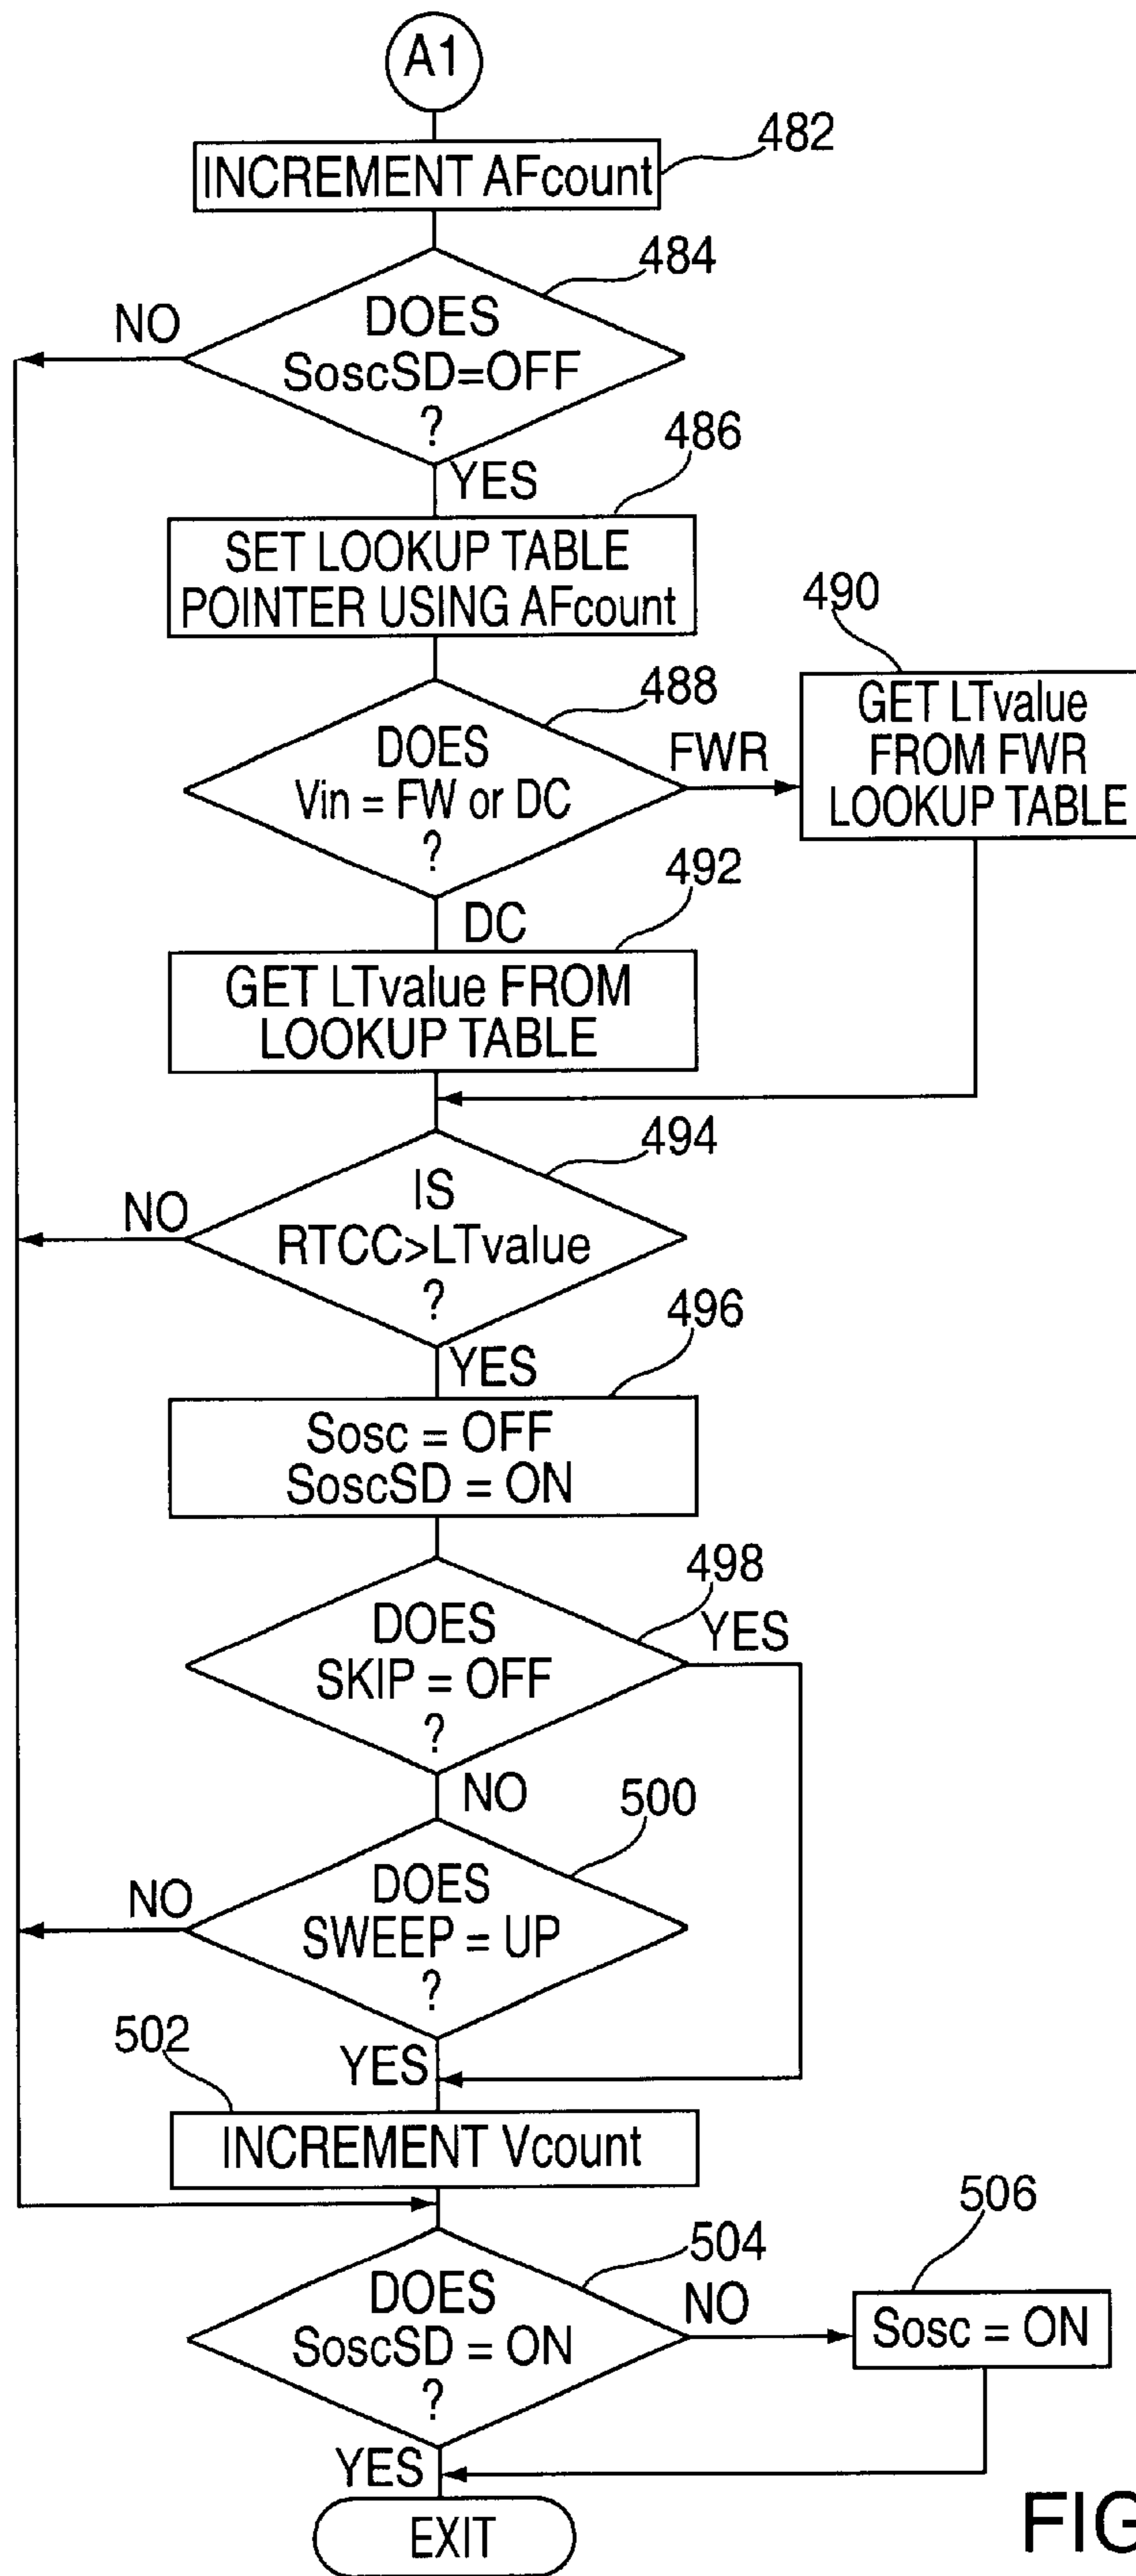 A1
INCREMENT AFcount
482
DOES
SoscSD=OFF
?
484
NO
YES
486
SET LOOKUP TABLE
POINTER USING AFcount
488
DOES
Vin = FW or DC
?
FWR
490
GET LTvalue
FROM FWR
LOOKUP TABLE
DC
492
GET LTvalue FROM
LOOKUP TABLE
494
IS
RTCC>LTvalue
?
NO
YES
496
Sosc = OFF
SoscSD = ON
498
DOES
SKIP = OFF
?
YES
NO
500
DOES
SWEEP = UP
?
NO
YES
502
INCREMENT Vcount
504
DOES
SoscSD = ON
?
NO
506
Sosc = ON
YES
EXIT
FIG